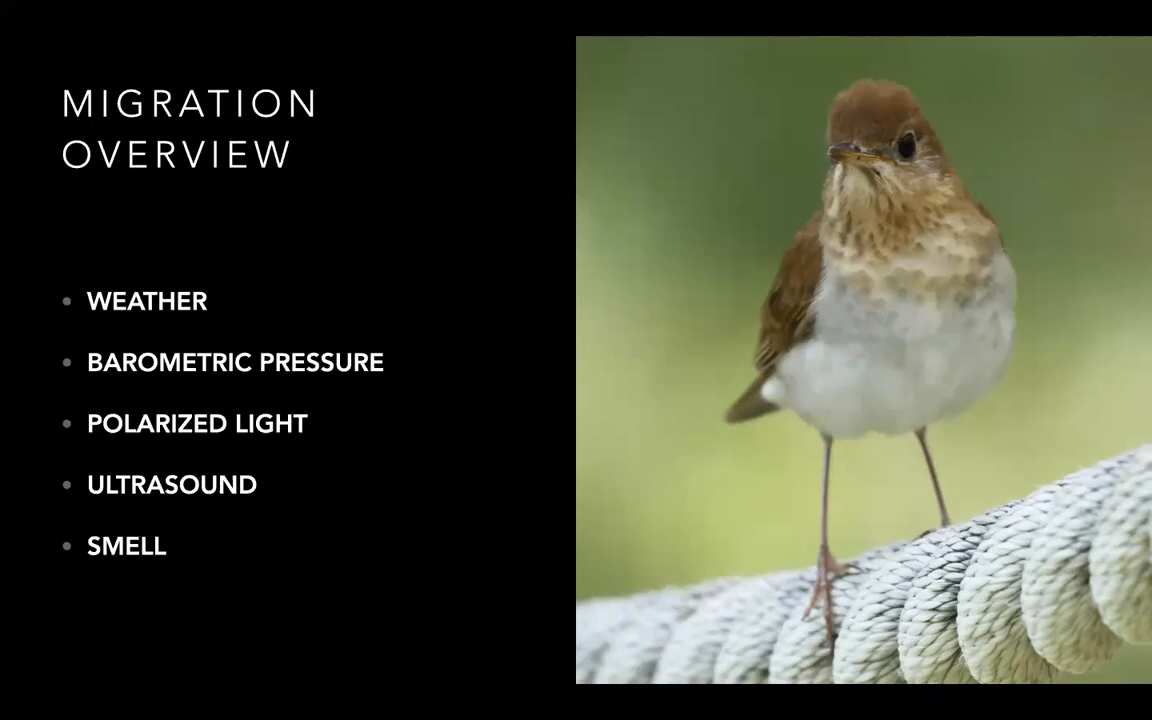 MIGRATION
OVERVIEW
• WEATHER
• BAROMETRIC PRESSURE
• POLARIZED LIGHT
• ULTRASOUND
• SMELL